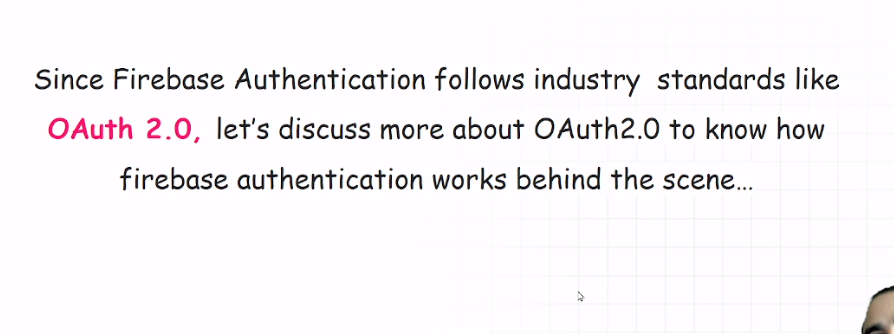 Since Firebase Authentication follows industry standards like
OAuth 2.0, let's discuss more about OAuth2.0 to know how
firebase authentication works behind the scene...